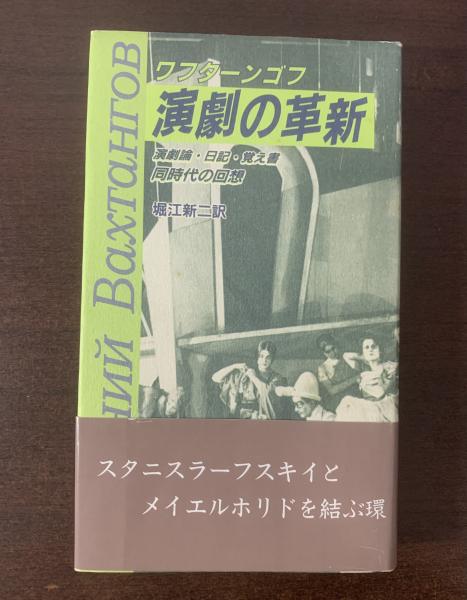 ワフターンゴフ
演劇の革新
演劇論・日記・覚え書
同時代の回想
堀江新二訳
ний Вахтангов
スタニスラーフスキイと
メイエルホリドを結ぶ環